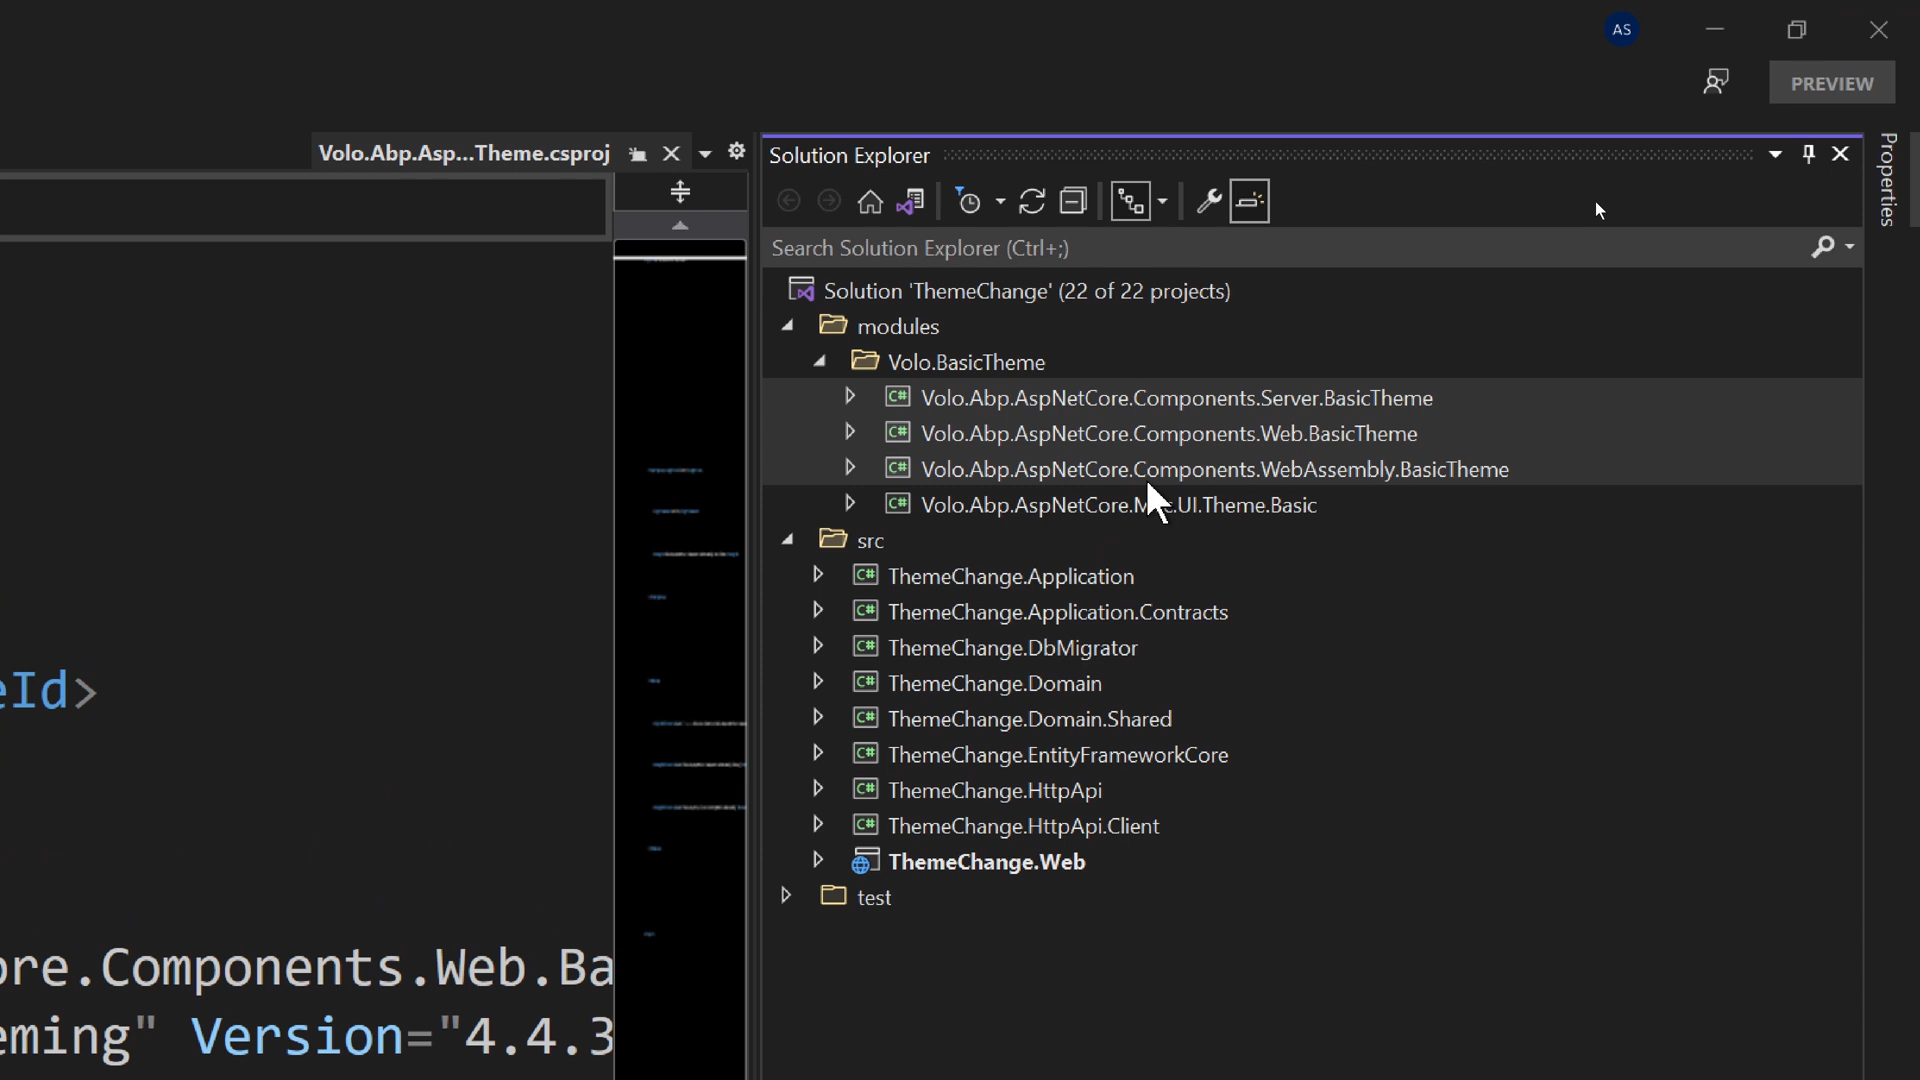 AS
PREVIEW
Volo.Abp.Asp...Theme.csproj
Solution Explorer
Properties
Search Solution Explorer (Ctrl+;)
Solution 'ThemeChange' (22 of 22 projects)
modules
Volo.BasicTheme
C# Volo.Abp.AspNetCore.Components.Server.BasicTheme
C# Volo.Abp.AspNetCore.Components.Web.BasicTheme
C# Volo.Abp.AspNetCore.Components.WebAssembly.BasicTheme
C# Volo.Abp.AspNetCore.M .UI.Theme.Basic
src
C# ThemeChange.Application
C# ThemeChange.Application.Contracts
C# ThemeChange.DbMigrator
C# ThemeChange.Domain
C# ThemeChange.Domain.Shared
C# ThemeChange.EntityFrameworkCore
C# ThemeChange.HttpApi
C# ThemeChange.HttpApi.Client
ThemeChange.Web
test
eId>
ore.Components.Web.Ba
eming" Version="4.4.3